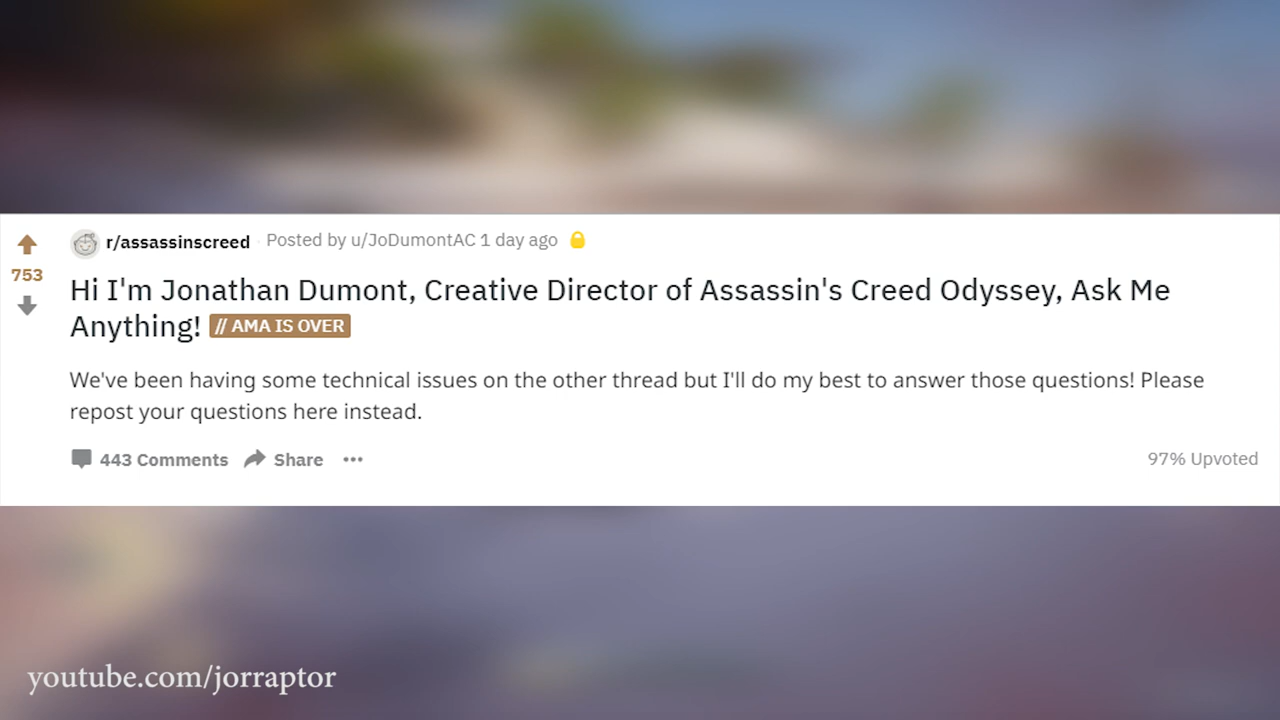 r/assassinscreed · Posted by u/JoDumontAC 1 day ago
753
Hi I'm Jonathan Dumont, Creative Director of Assassin's Creed Odyssey, Ask Me
Anything! // AMA IS OVER
We've been having some technical issues on the other thread but I'll do my best to answer those questions! Please
repost your questions here instead.
443 Comments Share ••• 97% Upvoted
youtube.com/jorraptor